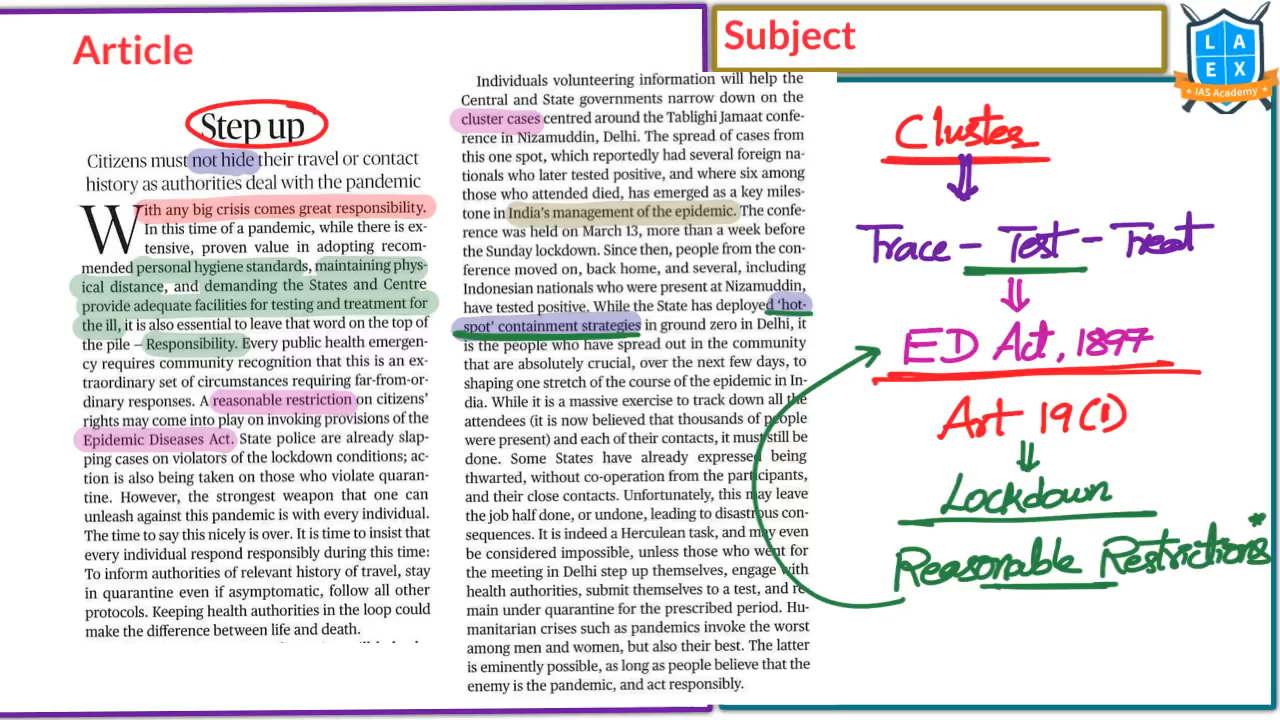 Article
Subject
L A
E X
IAS Academy
Step up
Citizens must not hide their travel or contact
history as authorities deal with the pandemic
With any big crisis comes great responsibility.
In this time of a pandemic, while there is ex-
tensive, proven value in adopting recom-
mended personal hygiene standards, maintaining phys-
ical distance, and demanding the States and Centre
provide adequate facilities for testing and treatment for
the ill, it is also essential to leave that word on the top of
the pile – Responsibility. Every public health emergen-
cy requires community recognition that this is an ex-
traordinary set of circumstances requiring far-from-or-
dinary responses. A reasonable restriction on citizens’
rights may come into play on invoking provisions of the
Epidemic Diseases Act. State police are already slap-
ping cases on violators of the lockdown conditions; ac-
tion is also being taken on those who violate quaran-
tine. However, the strongest weapon that one can
unleash against this pandemic is with every individual.
The time to say this nicely is over. It is time to insist that
every individual respond responsibly during this time:
To inform authorities of relevant history of travel, stay
in quarantine even if asymptomatic, follow all other
protocols. Keeping health authorities in the loop could
make the difference between life and death.
Individuals volunteering information will help the
Central and State governments narrow down on the
cluster cases centred around the Tablighi Jamaat confe-
rence in Nizamuddin, Delhi. The spread of cases from
this one spot, which reportedly had several foreign na-
tionals who later tested positive, and where six among
those who attended died, has emerged as a key miles-
tone in India’s management of the epidemic. The confe-
rence was held on March 13, more than a week before
the Sunday lockdown. Since then, people from the con-
ference moved on, back home, and several, including
Indonesian nationals who were present at Nizamuddin,
have tested positive. While the State has deployed ‘hot-
spot’ containment strategies in ground zero in Delhi, it
is the people who have spread out in the community
that are absolutely crucial, over the next few days, to
shaping one stretch of the course of the epidemic in In-
dia. While it is a massive exercise to track down all the
attendees (it is now believed that thousands of people
were present) and each of their contacts, it must still be
done. Some States have already expressed being
thwarted, without co-operation from the participants,
and their close contacts. Unfortunately, this may leave
the job half done, or undone, leading to disastrous con-
sequences. It is indeed a Herculean task, and may even
be considered impossible, unless those who went for
the meeting in Delhi step up themselves, engage with
health authorities, submit themselves to a test, and re-
main under quarantine for the prescribed period. Hu-
manitarian crises such as pandemics invoke the worst
among men and women, but also their best. The latter
is eminently possible, as long as people believe that the
enemy is the pandemic, and act responsibly.
Cluster
Trace - Test - Treat
ED Act, 1897
Art 19(1)
Lockdown
Reasonable Restrictions*